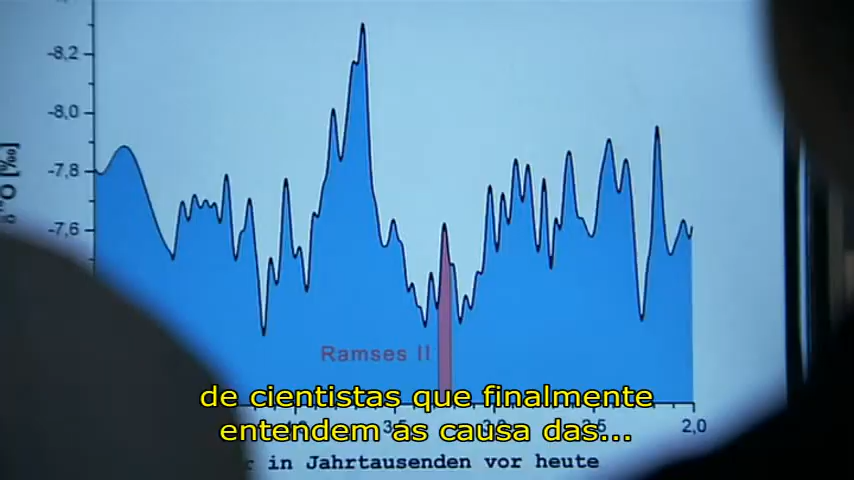 -8,2
-8,0
-7,8
-7,6
O [‰]
Ramses II
de cientistas que finalmente
entendem as causa das...
3,5
2,0
in Jahrtausenden vor heute